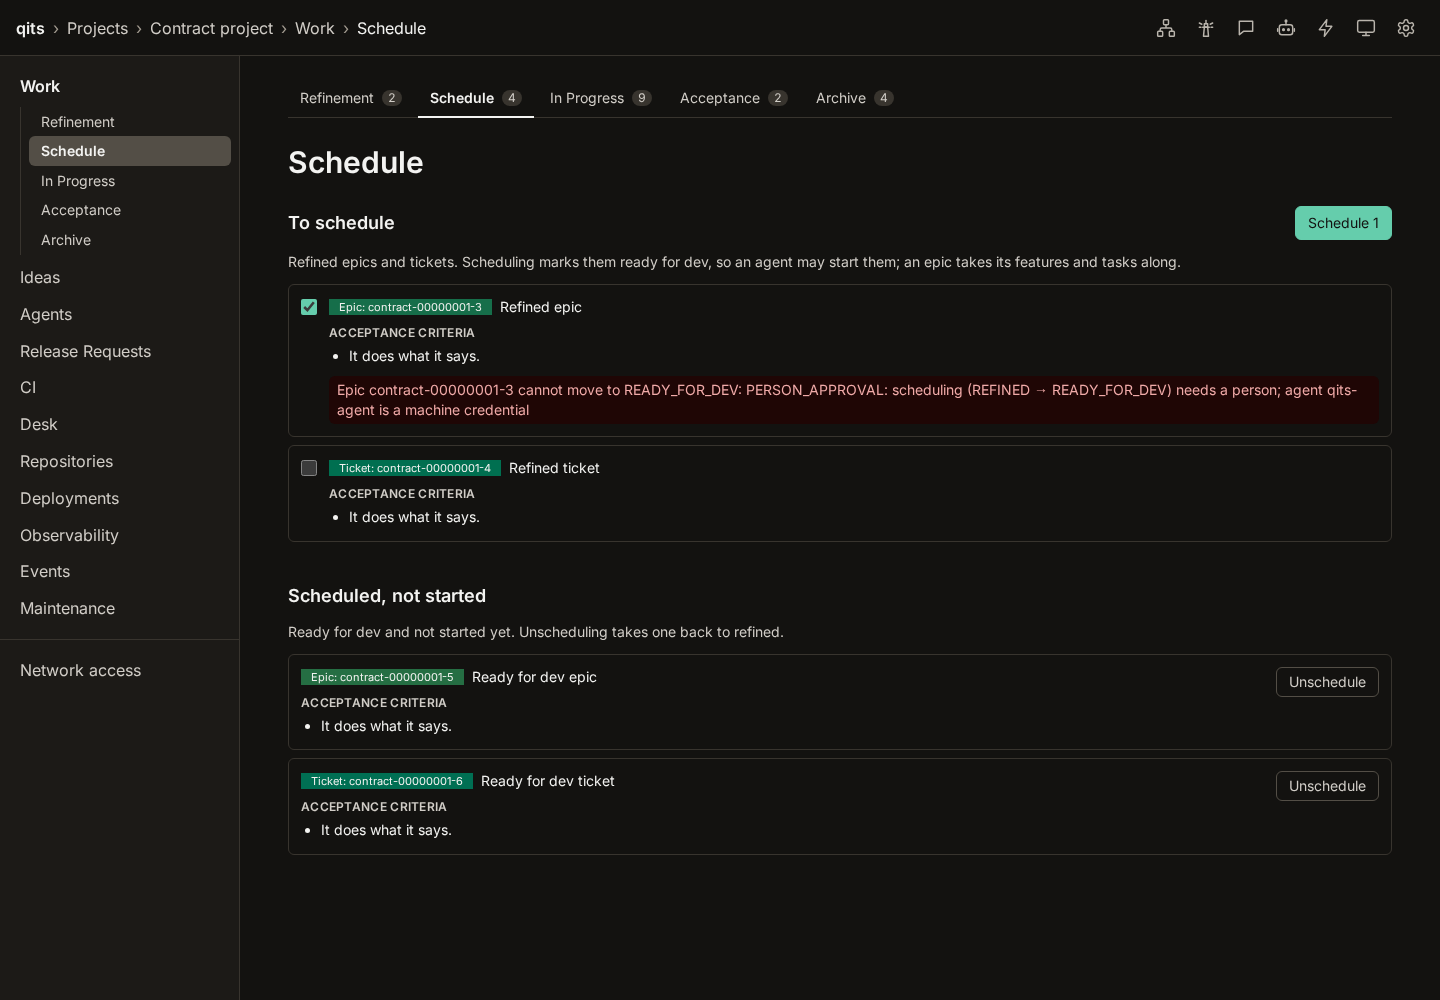 qits › Projects › Contract project › Work › Schedule
Work
Refinement
Schedule
In Progress
Acceptance
Archive
Ideas
Agents
Release Requests
CI
Desk
Repositories
Deployments
Observability
Events
Maintenance
Network access
Refinement 2 Schedule 4 In Progress 9 Acceptance 2 Archive 4
Schedule
To schedule
Schedule 1
Refined epics and tickets. Scheduling marks them ready for dev, so an agent may start them; an epic takes its features and tasks along.
Epic: contract-00000001-3 Refined epic
ACCEPTANCE CRITERIA
• It does what it says.
Epic contract-00000001-3 cannot move to READY_FOR_DEV: PERSON_APPROVAL: scheduling (REFINED → READY_FOR_DEV) needs a person; agent qits-
agent is a machine credential
Ticket: contract-00000001-4 Refined ticket
ACCEPTANCE CRITERIA
• It does what it says.
Scheduled, not started
Ready for dev and not started yet. Unscheduling takes one back to refined.
Epic: contract-00000001-5 Ready for dev epic
Unschedule
ACCEPTANCE CRITERIA
• It does what it says.
Ticket: contract-00000001-6 Ready for dev ticket
Unschedule
ACCEPTANCE CRITERIA
• It does what it says.